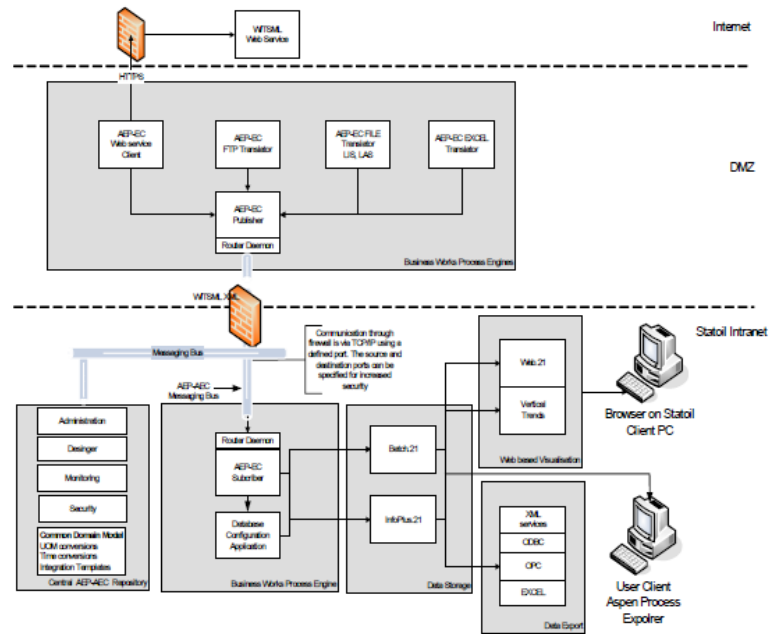 Internet
WITSML
Web Service
HTTPS
AEP-EC
Web service
Client
AEP-EC
FTP Translator
AEP-EC FILE
Translator
LIS, LAS
AEP-EC EXCEL
Translator
DMZ
AEP-EC
Publisher
Router Daemon
Business Works Process Engines
WITSML XML
Statoil Intranet
Messaging Bus
Communication through
firewall is via TCP/IP using a
defined port. The source and
destination ports can be
specified for increased
security
AEP-AEC
Messaging Bus
Web.21
Vertical
Trends
Web based Visualisation
Browser on Statoil
Client PC
Administration
Desinger
Monitoring
Security
Common Domain Model
UOM conversions
Time conversions
Integration Templates
Central AEP-AEC Repository
Router Daemon
AEP-EC
Subcriber
Database
Configuration
Application
Business Works Process Engine
Batch.21
InfoPlus.21
Data Storage
XML
services
ODBC
OPC
EXCEL
Data Export
User Client
Aspen Process
Expolrer